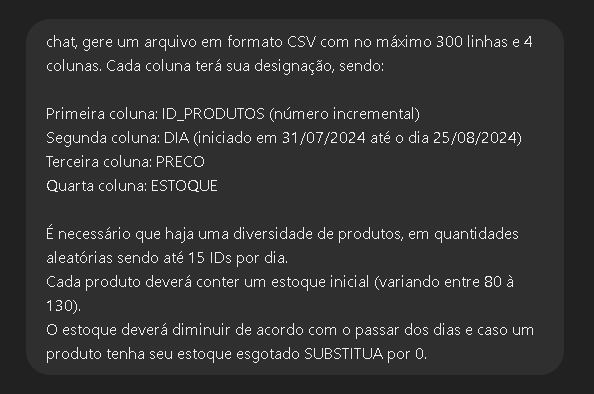 chat, gere um arquivo em formato CSV com no máximo 300 linhas e 4
colunas. Cada coluna terá sua designação, sendo:
Primeira coluna: ID_PRODUTOS (número incremental)
Segunda coluna: DIA (iniciado em 31/07/2024 até o dia 25/08/2024)
Terceira coluna: PRECO
Quarta coluna: ESTOQUE
É necessário que haja uma diversidade de produtos, em quantidades
aleatórias sendo até 15 IDs por dia.
Cada produto deverá conter um estoque inicial (variando entre 80 à
130).
O estoque deverá diminuir de acordo com o passar dos dias e caso um
produto tenha seu estoque esgotado SUBSTITUA por 0.